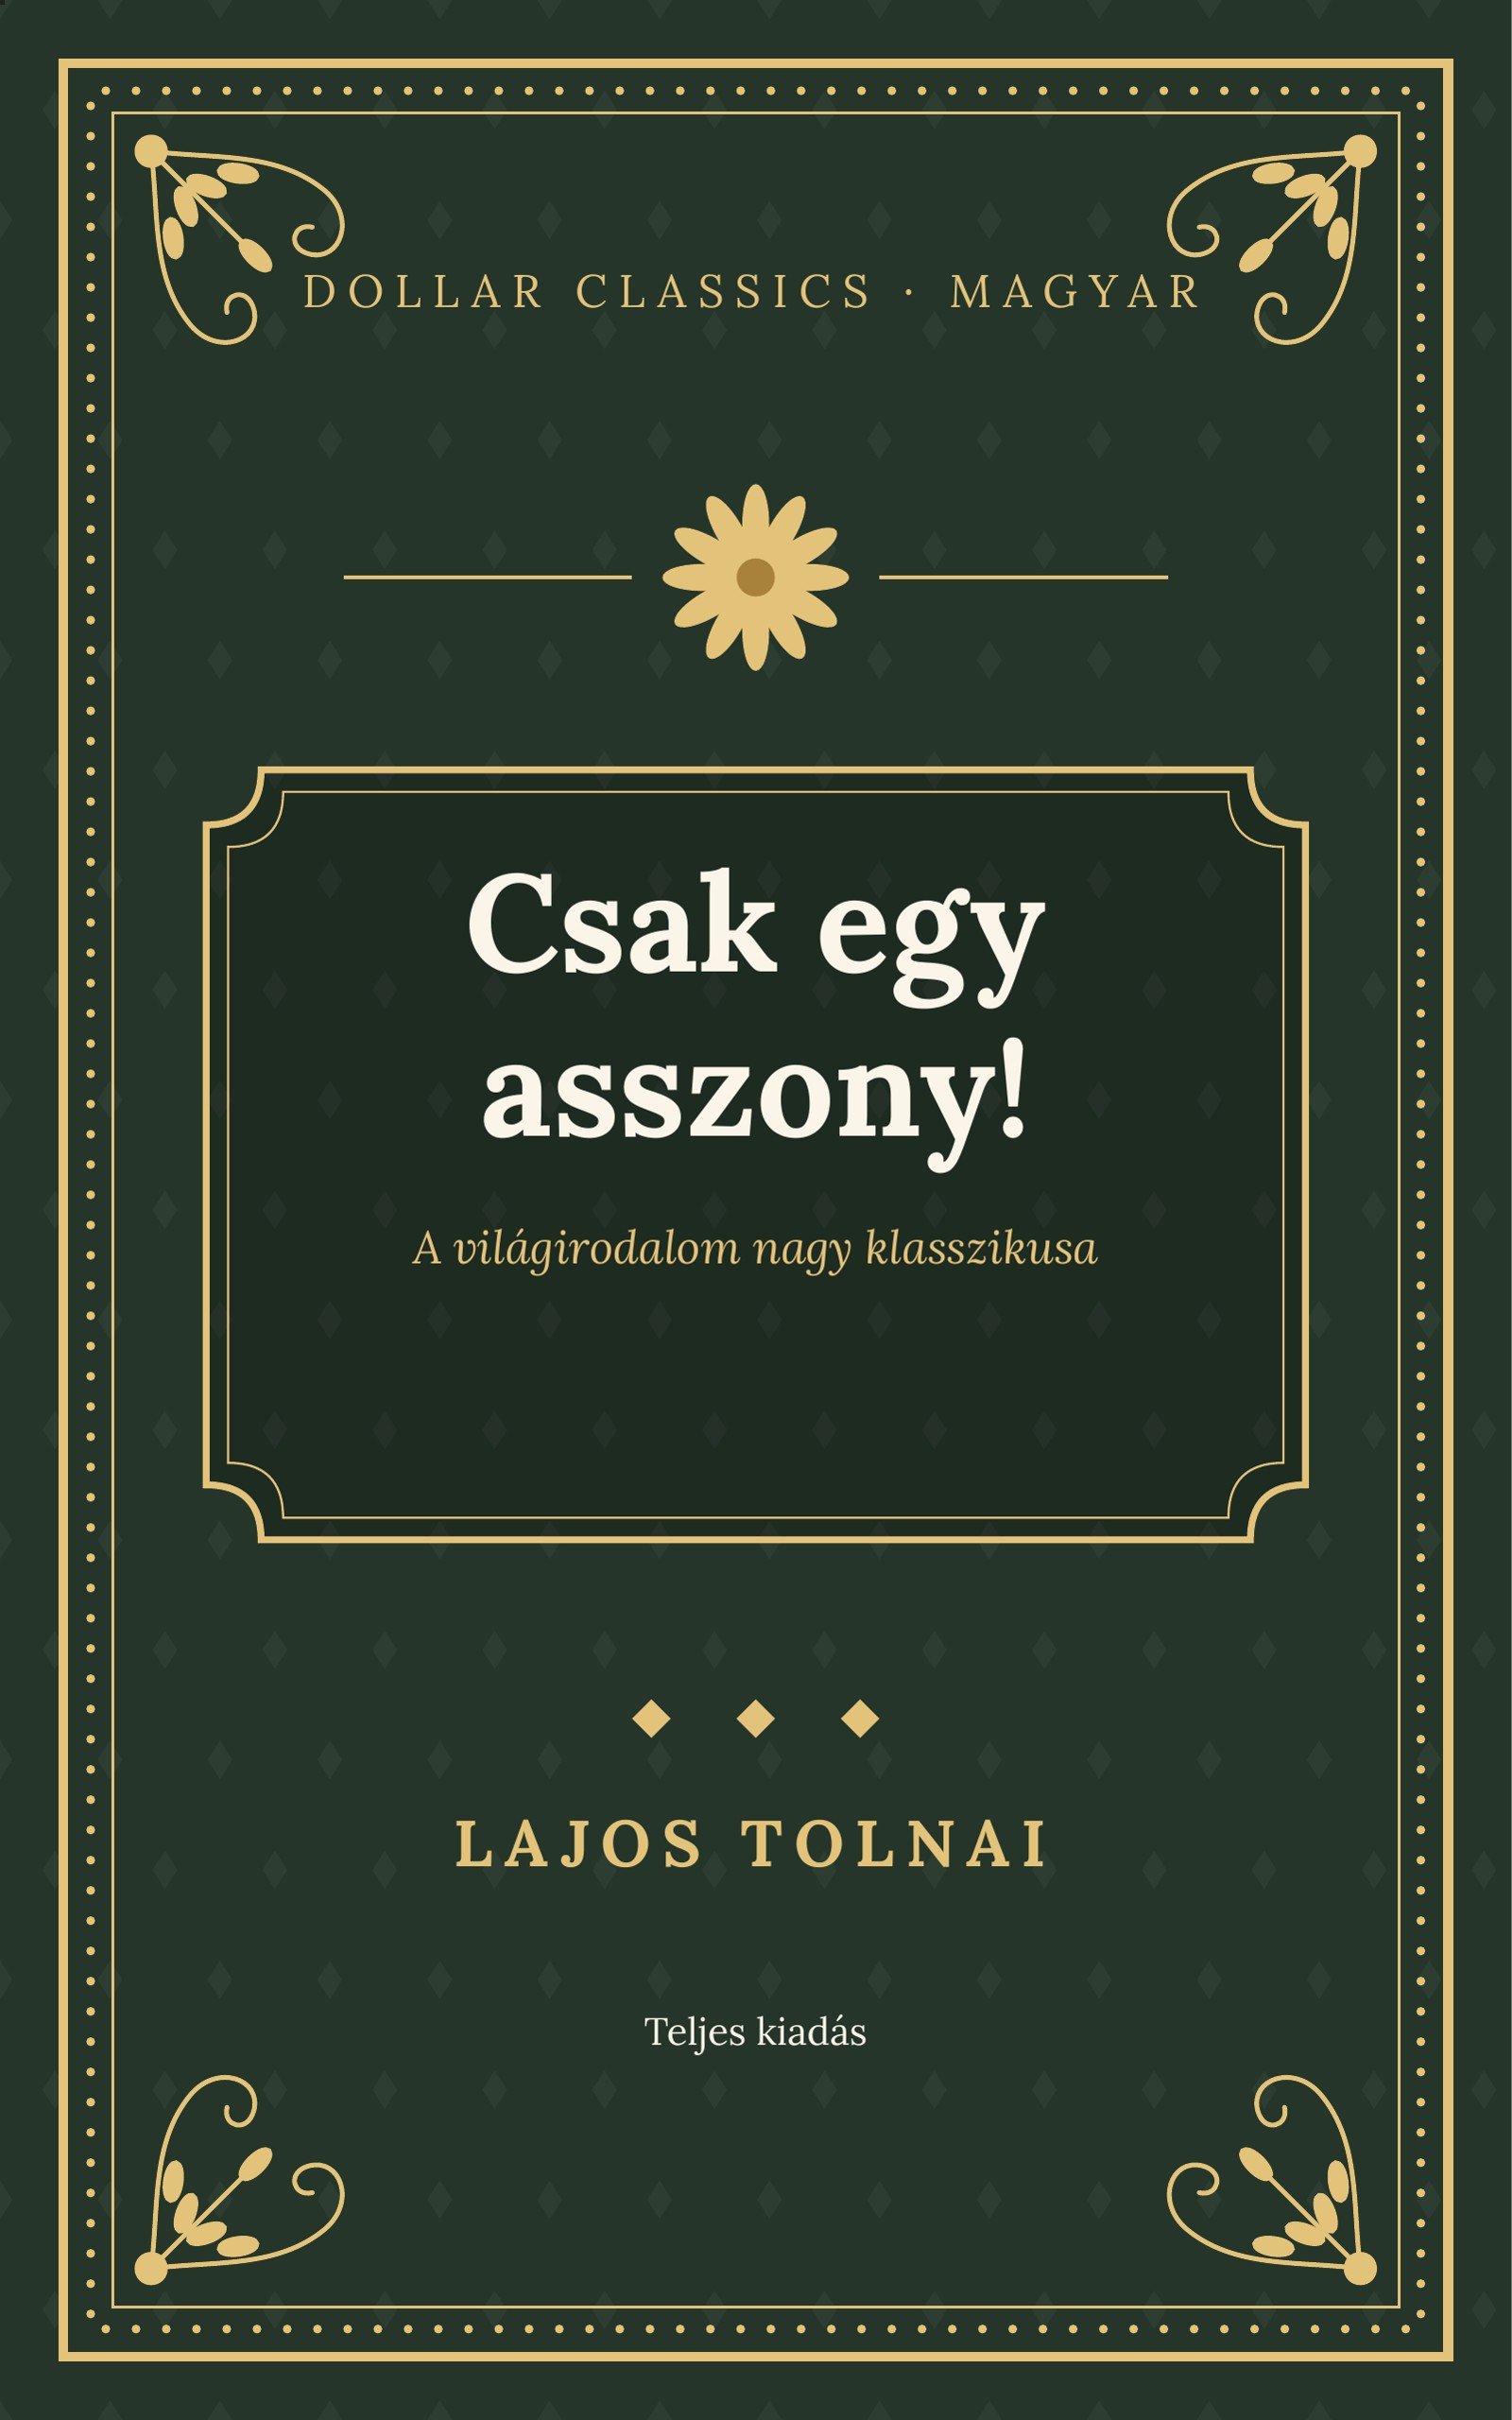 DOLLAR CLASSICS · MAGYAR
Csak egy
asszony!
A világirodalom nagy klasszikusa
LAJOS TOLNAI
Teljes kiadás